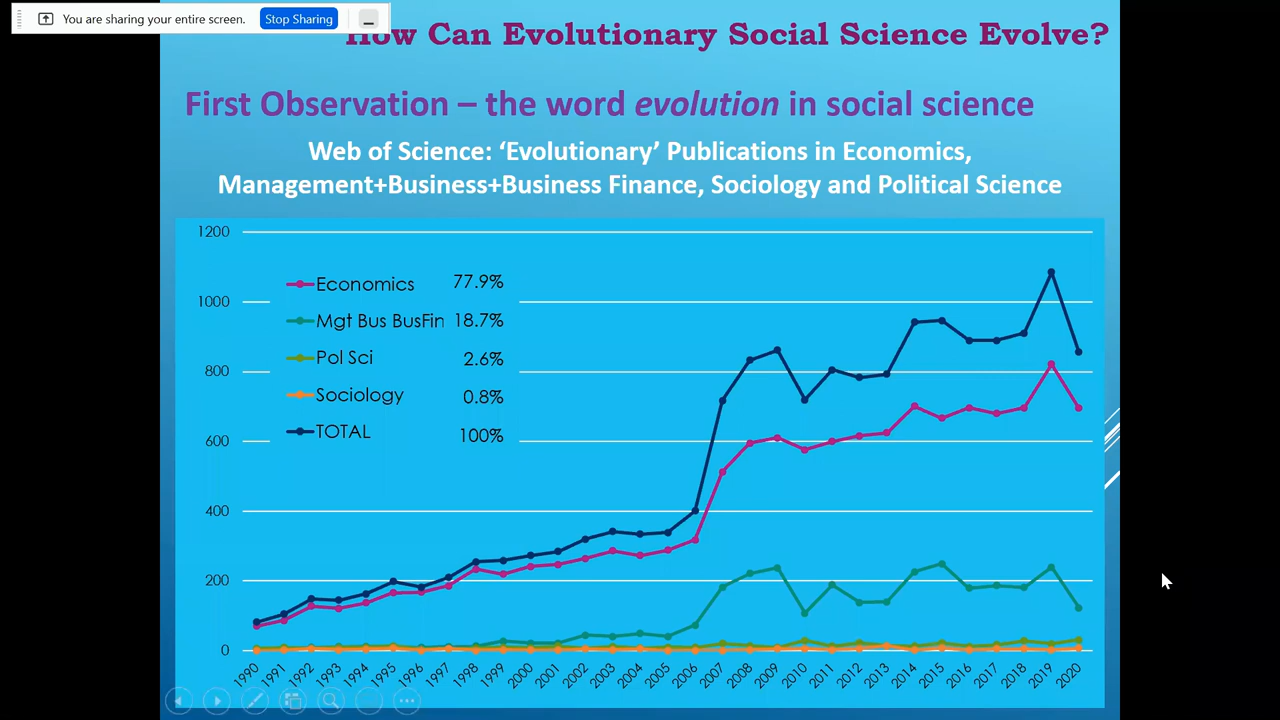 You are sharing your entire screen. Stop Sharing
How Can Evolutionary Social Science Evolve?
First Observation – the word evolution in social science
Web of Science: ‘Evolutionary’ Publications in Economics,
Management+Business+Business Finance, Sociology and Political Science
1200
1000
800
600
400
200
0
Economics 77.9%
Mgt Bus BusFin 18.7%
Pol Sci 2.6%
Sociology 0.8%
TOTAL 100%
1990 1991 1992 1993 1994 1995 1996 1997 1998 1999 2000 2001 2002 2003 2004 2005 2006 2007 2008 2009 2010 2011 2012 2013 2014 2015 2016 2017 2018 2019 2020